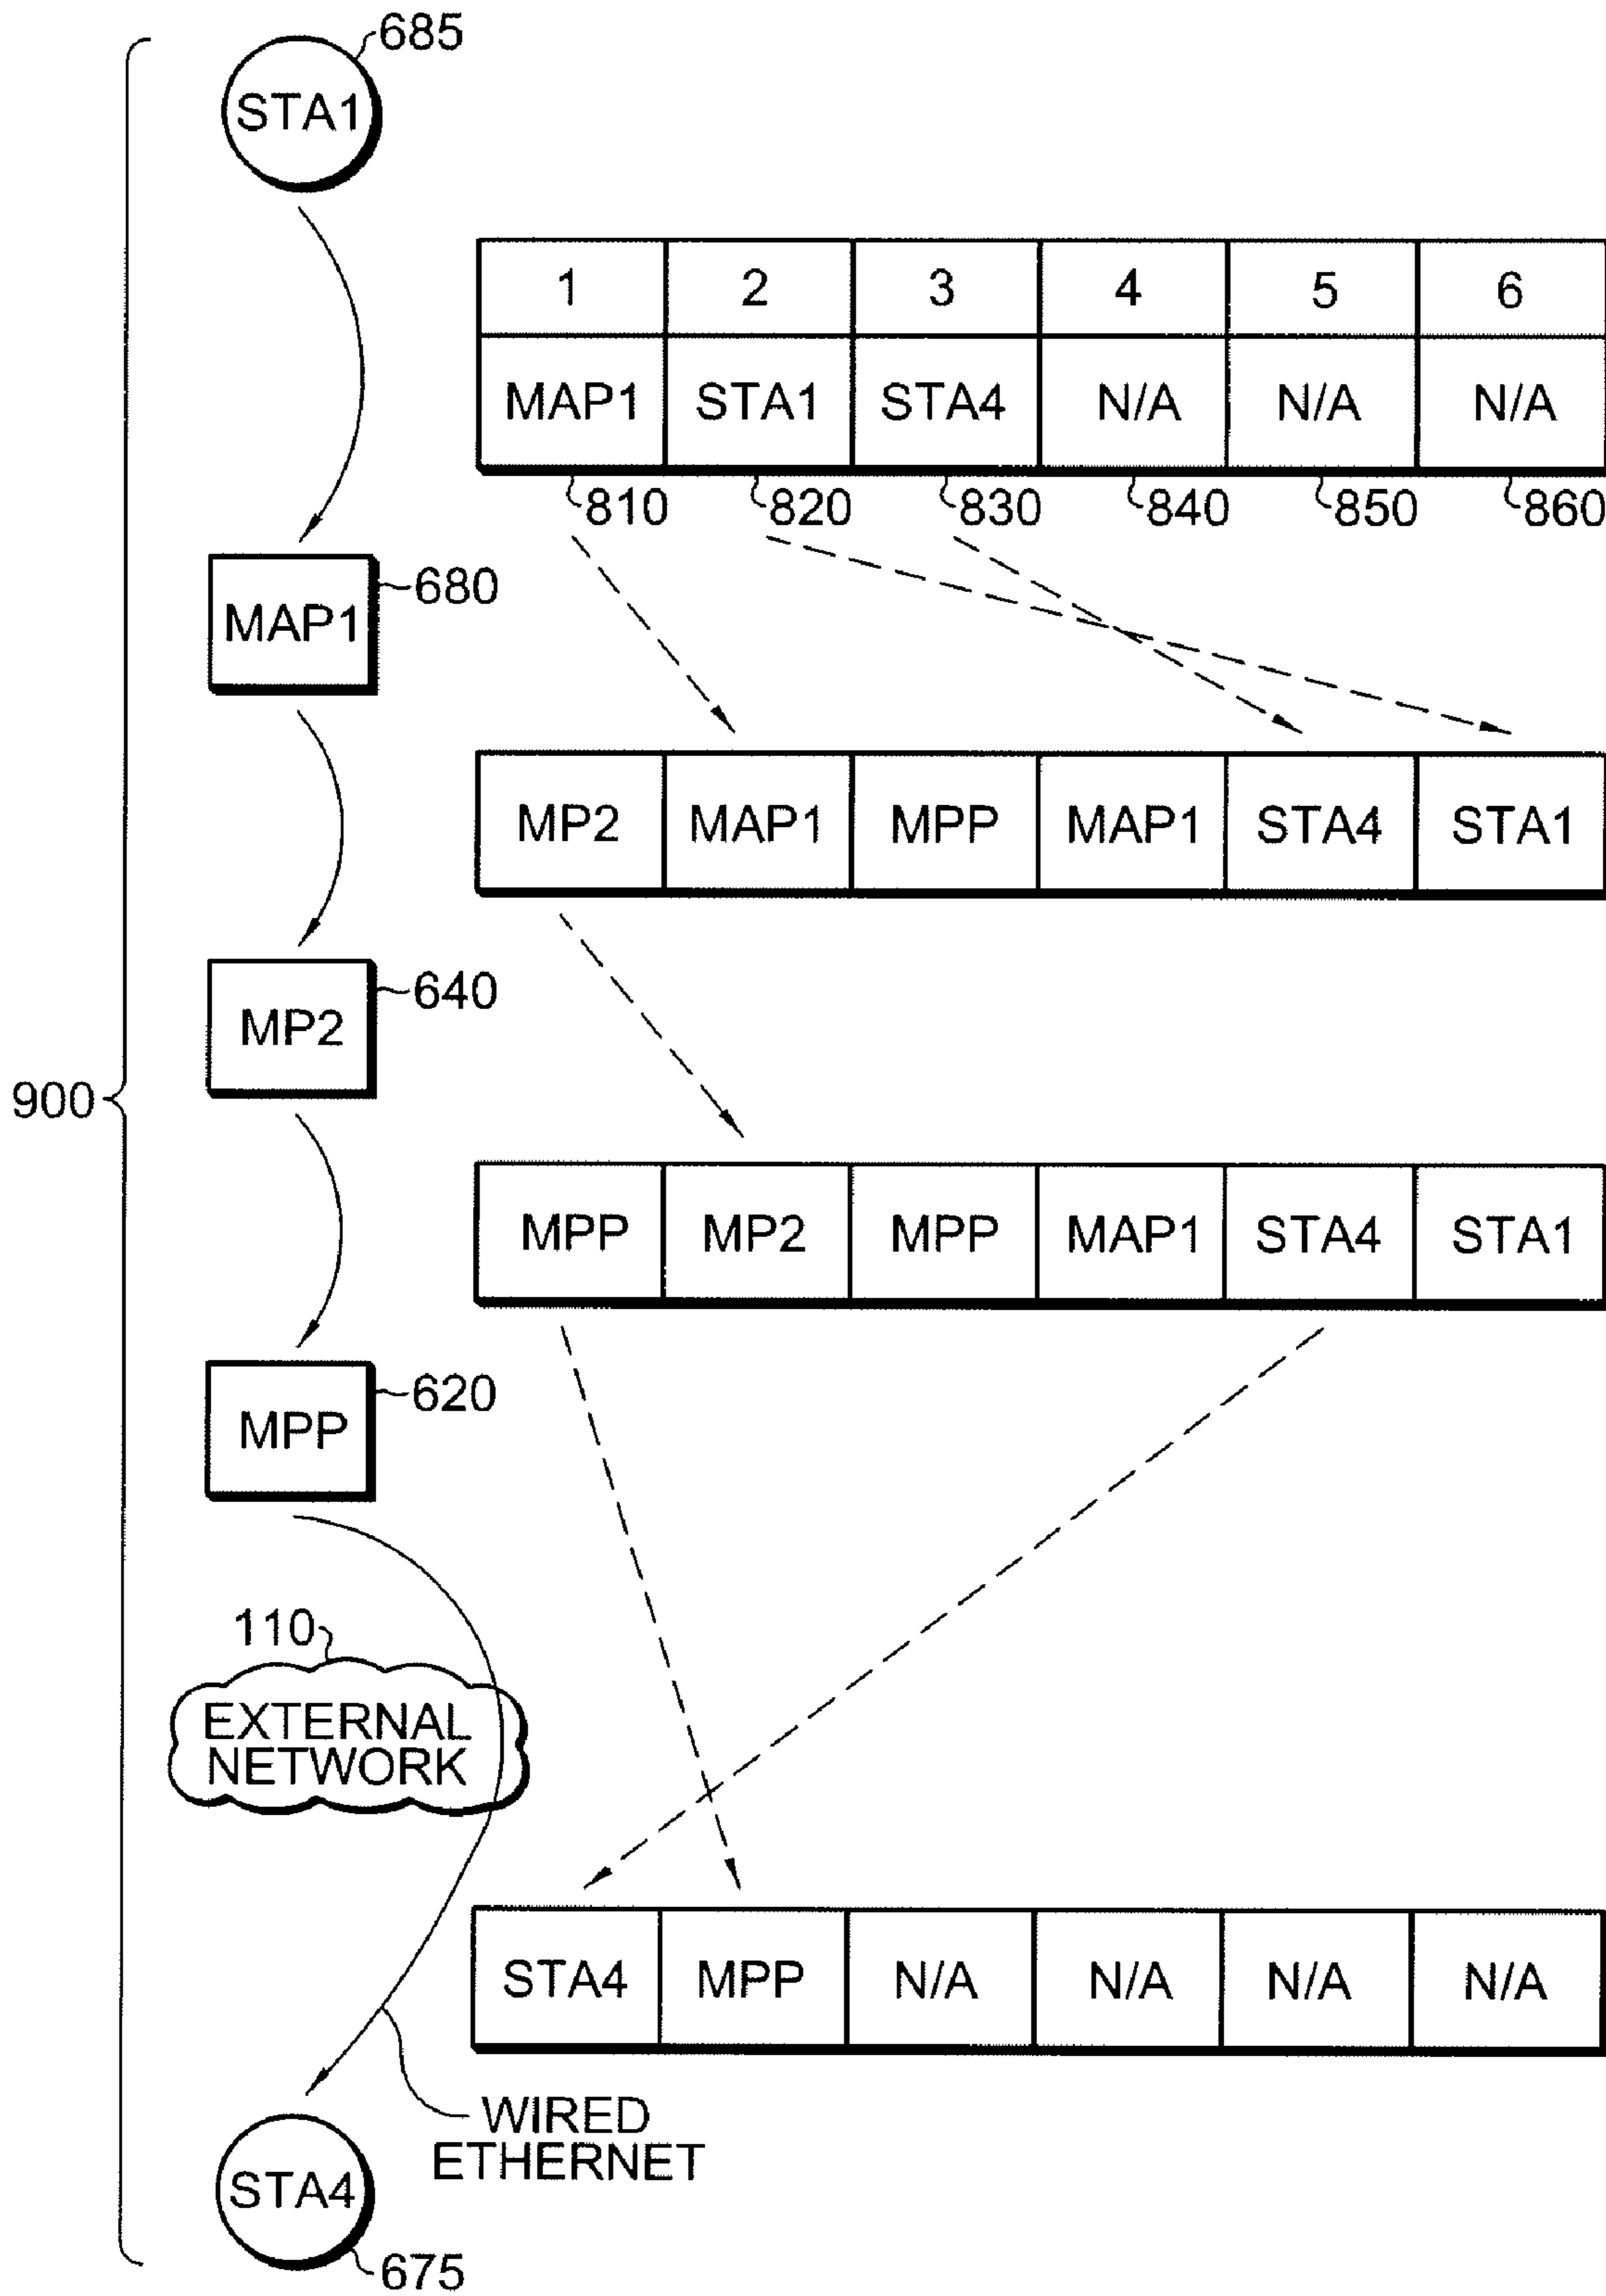 685
STA1
1 2 3 4 5 6
MAP1 STA1 STA4 N/A N/A N/A
810 820 830 840 850 860
680
MAP1
MP2 MAP1 MPP MAP1 STA4 STA1
640
MP2
900
MPP MP2 MPP MAP1 STA4 STA1
620
MPP
110
EXTERNAL
NETWORK
STA4 MPP N/A N/A N/A N/A
WIRED
ETHERNET
STA4
675